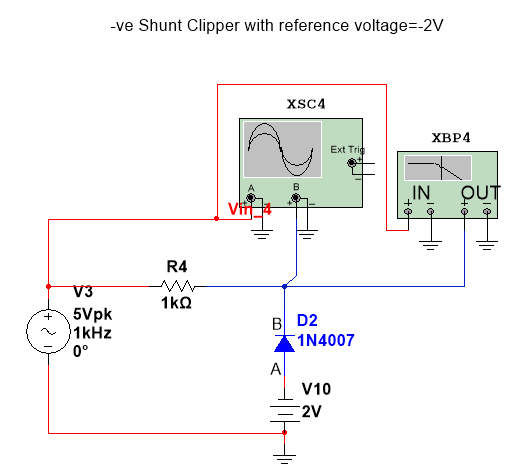 -ve Shunt Clipper with reference voltage=-2V
XSC4
Ext Trig
+
-
A
B
+
-
+
-
Vin_4
XBP4
IN
OUT
+
-
+
-
R4
1kΩ
V3
+
5Vpk
1kHz
0°
B
D2
1N4007
A
V10
2V